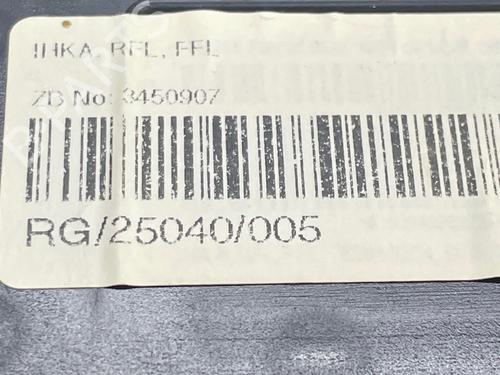 IHKA, RFL, FFL
ZB No: 3450907
RG/25040/005